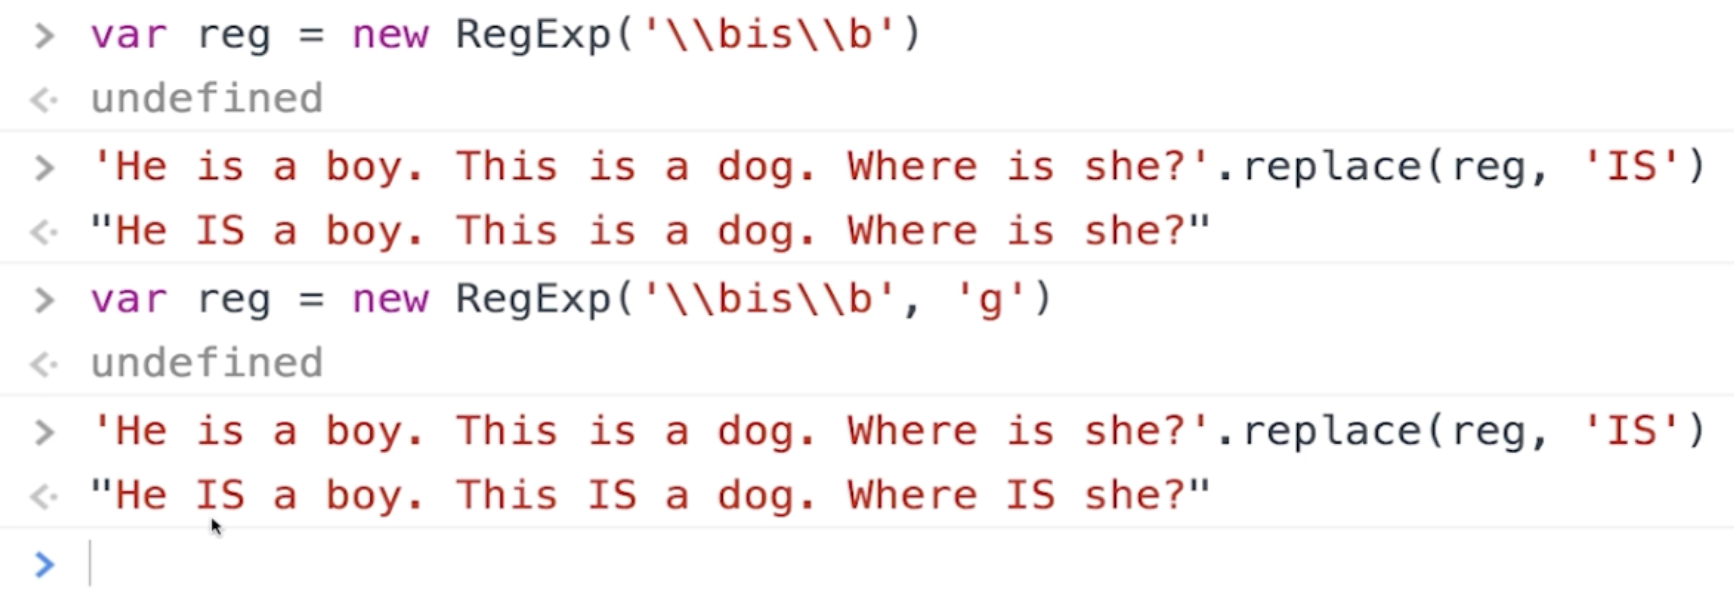 > var reg = new RegExp('\\bis\\b')
<· undefined
> 'He is a boy. This is a dog. Where is she?'.replace(reg, 'IS')
<· "He IS a boy. This is a dog. Where is she?"
> var reg = new RegExp('\\bis\\b', 'g')
<· undefined
> 'He is a boy. This is a dog. Where is she?'.replace(reg, 'IS')
<· "He IS a boy. This IS a dog. Where IS she?"
>